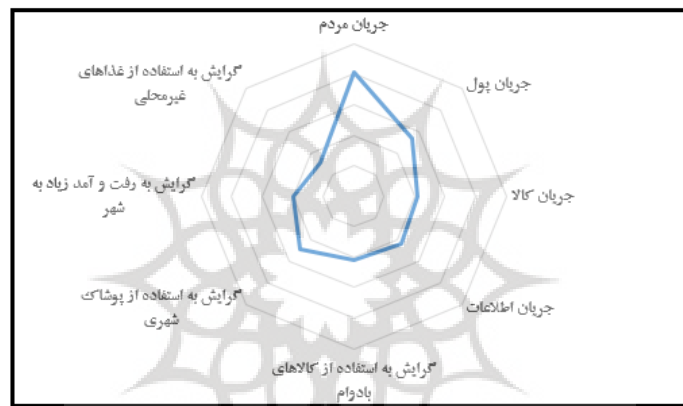 جریان مردم
جریان پول
جریان کالا
جریان اطلاعات
گرایش به استفاده از کالاهای
بادوام
گرایش به استفاده از پوشاک
شهری
گرایش به رفت و آمد زیاد به
شهر
گرایش به استفاده از غذاهای
غیرمحلی